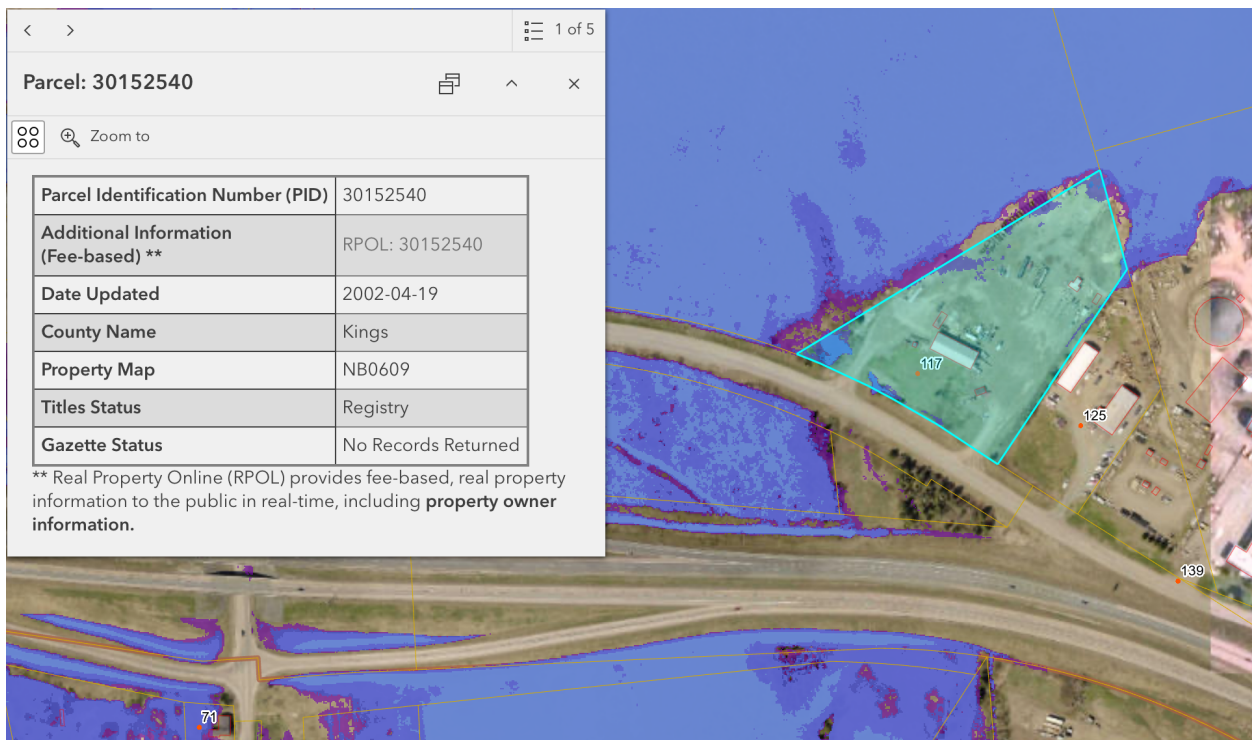 1 of 5
Parcel: 30152540
Zoom to
Parcel Identification Number (PID) 30152540
Additional Information
(Fee-based) ** RPOL: 30152540
Date Updated 2002-04-19
County Name Kings
Property Map NB0609
Titles Status Registry
Gazette Status No Records Returned
** Real Property Online (RPOL) provides fee-based, real property
information to the public in real-time, including property owner
information.
117
125
139
71